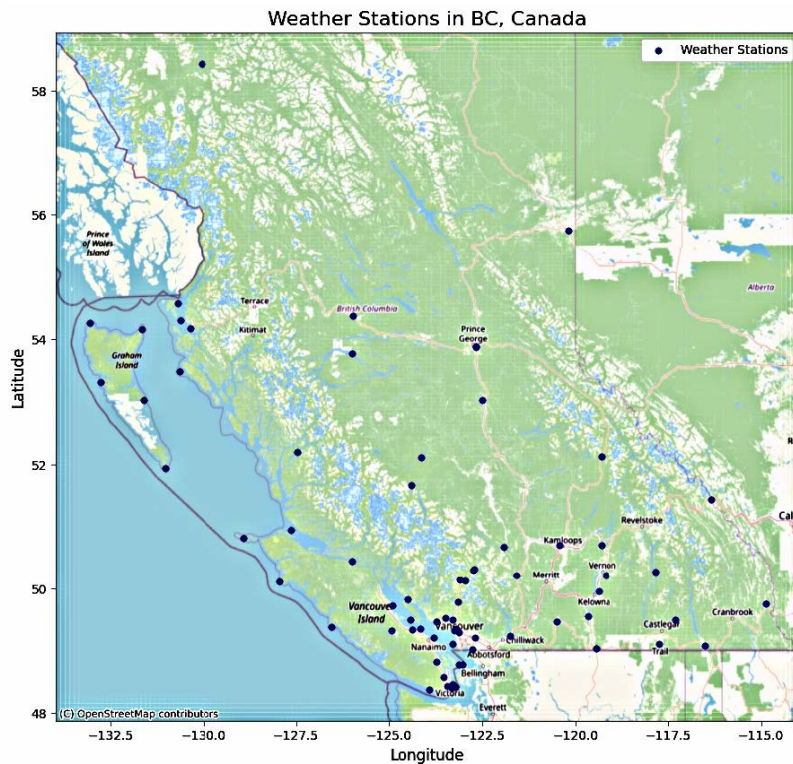 Weather Stations in BC, Canada
Weather Stations
58
56
Prince
of Wales
Island
Alberta
Terrace
British Columbia
54
Kitimat
Prince
George
Graham
Island
Latitude
52
Cal
Revelstoke
Kamloops
50
Merritt
Vernon
Kelowna
Vancouver
Island
Cranbrook
Castlegar
Vancouver
Nanaimo
Chilliwack
Abbotsford
Trail
Bellingham
Victoria
Everett
48
(C) OpenStreetMap contributors
−132.5
−130.0
−127.5
−125.0
−122.5
−120.0
−117.5
−115.0
Longitude